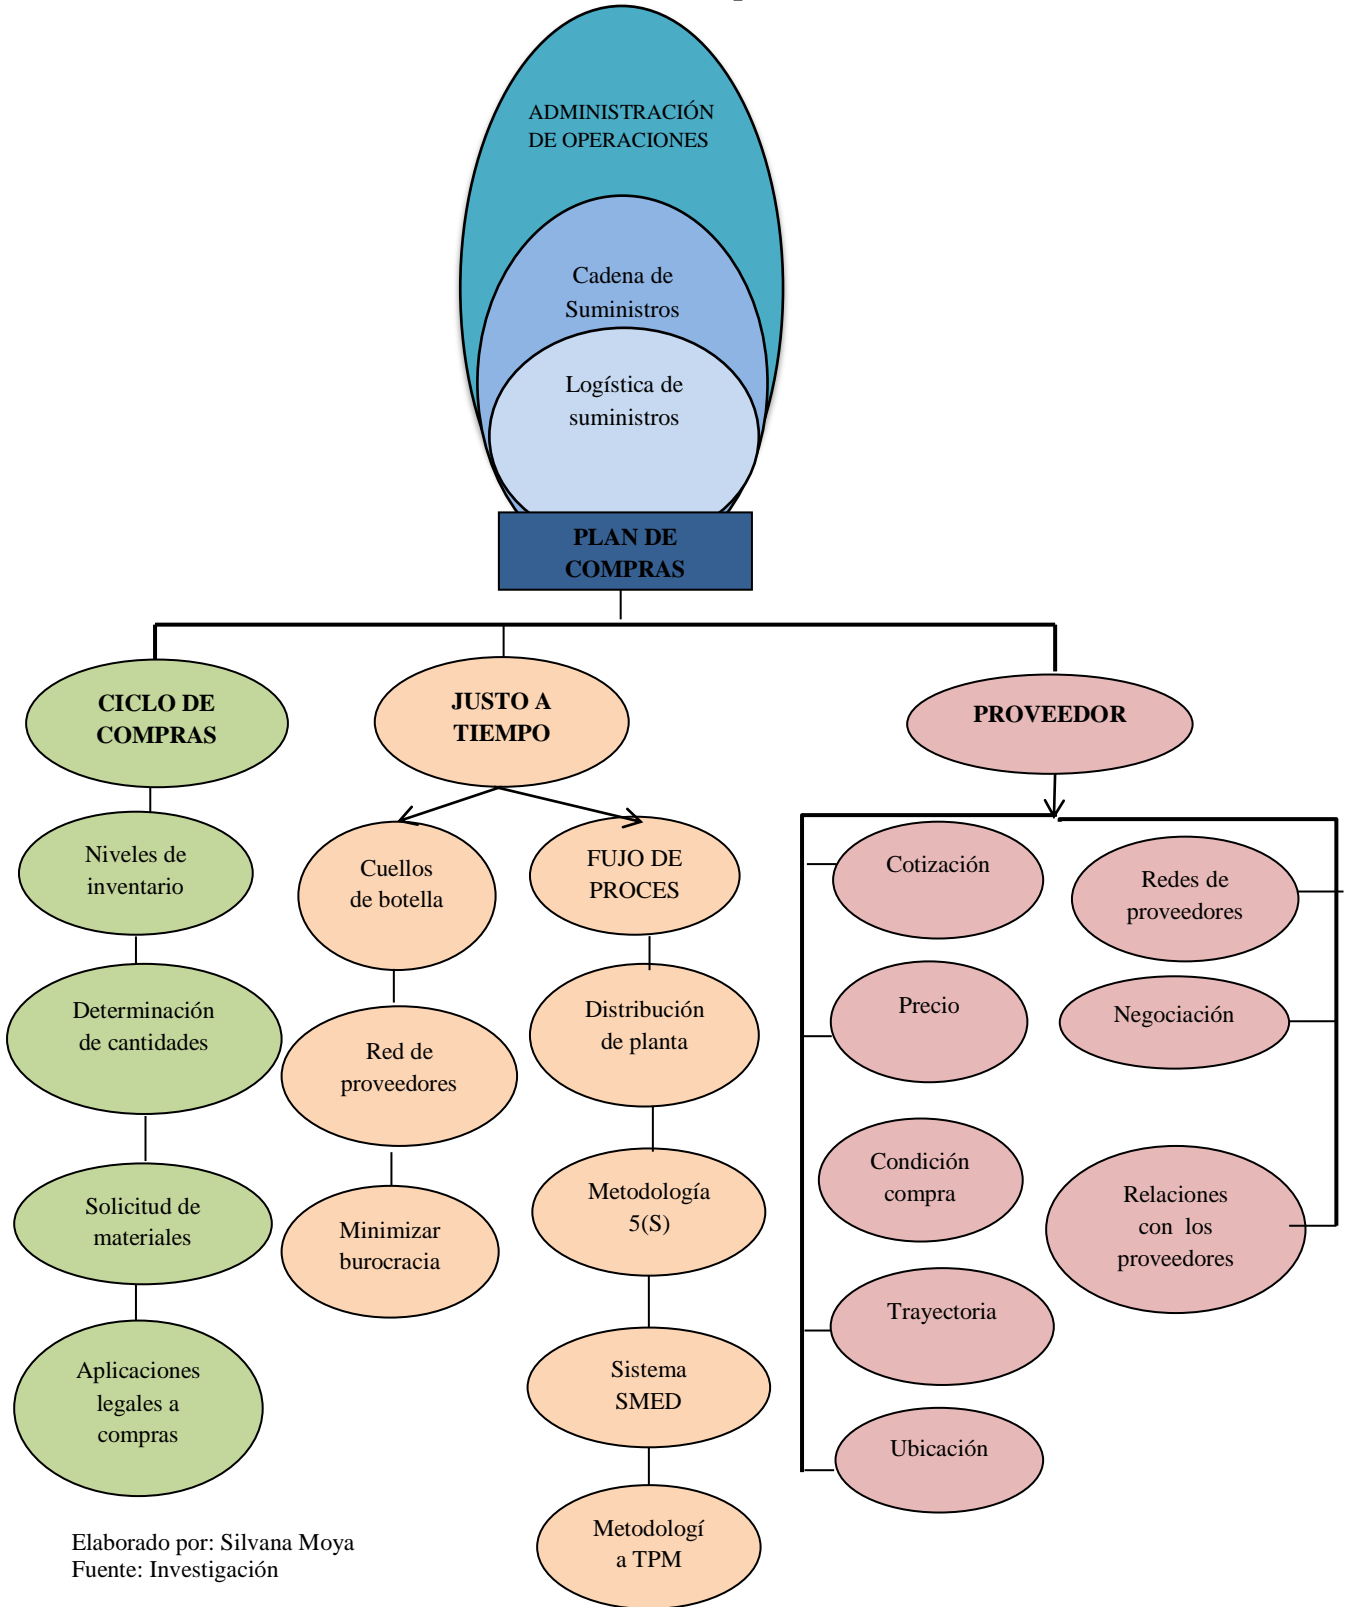 ADMINISTRACIÓN
DE OPERACIONES
Cadena de
Suministros
Logística de
suministros
PLAN DE
COMPRAS
CICLO DE
COMPRAS
Niveles de
inventario
Determinación
de cantidades
Solicitud de
materiales
Aplicaciones
legales a
compras
JUSTO A
TIEMPO
Cuellos
de botella
Red de
proveedores
Minimizar
burocracia
FUJO DE
PROCES
Distribución
de planta
Metodología
5(S)
Sistema
SMED
Metodologí
a TPM
PROVEEDOR
Cotización
Precio
Condición
compra
Trayectoria
Ubicación
Redes de
proveedores
Negociación
Relaciones
con los
proveedores
Elaborado por: Silvana Moya
Fuente: Investigación